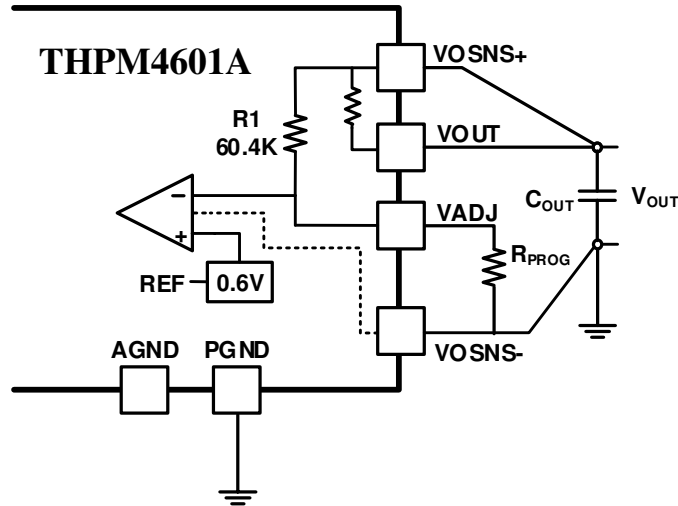 THPM4601A
VOSNS+
R1
60.4K
VOUT
−
+
VADJ
COUT
VOUT
RPROG
REF
0.6V
VOSNS-
AGND
PGND